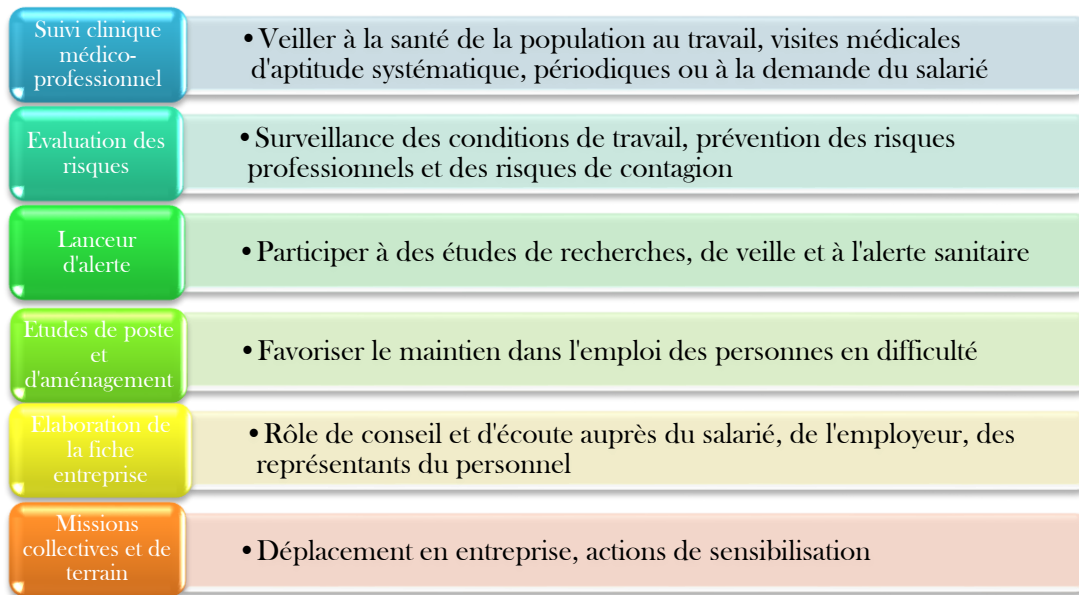 Suivi clinique
médico-
professionnel
• Veiller à la santé de la population au travail, visites médicales
d'aptitude systématique, périodiques ou à la demande du salarié
Evaluation des
risques
• Surveillance des conditions de travail, prévention des risques
professionnels et des risques de contagion
Lanceur
d'alerte
• Participer à des études de recherches, de veille et à l'alerte sanitaire
Etudes de poste
et
d'aménagement
• Favoriser le maintien dans l'emploi des personnes en difficulté
Elaboration de
la fiche
entreprise
• Rôle de conseil et d'écoute auprès du salarié, de l'employeur, des
représentants du personnel
Missions
collectives et de
terrain
• Déplacement en entreprise, actions de sensibilisation